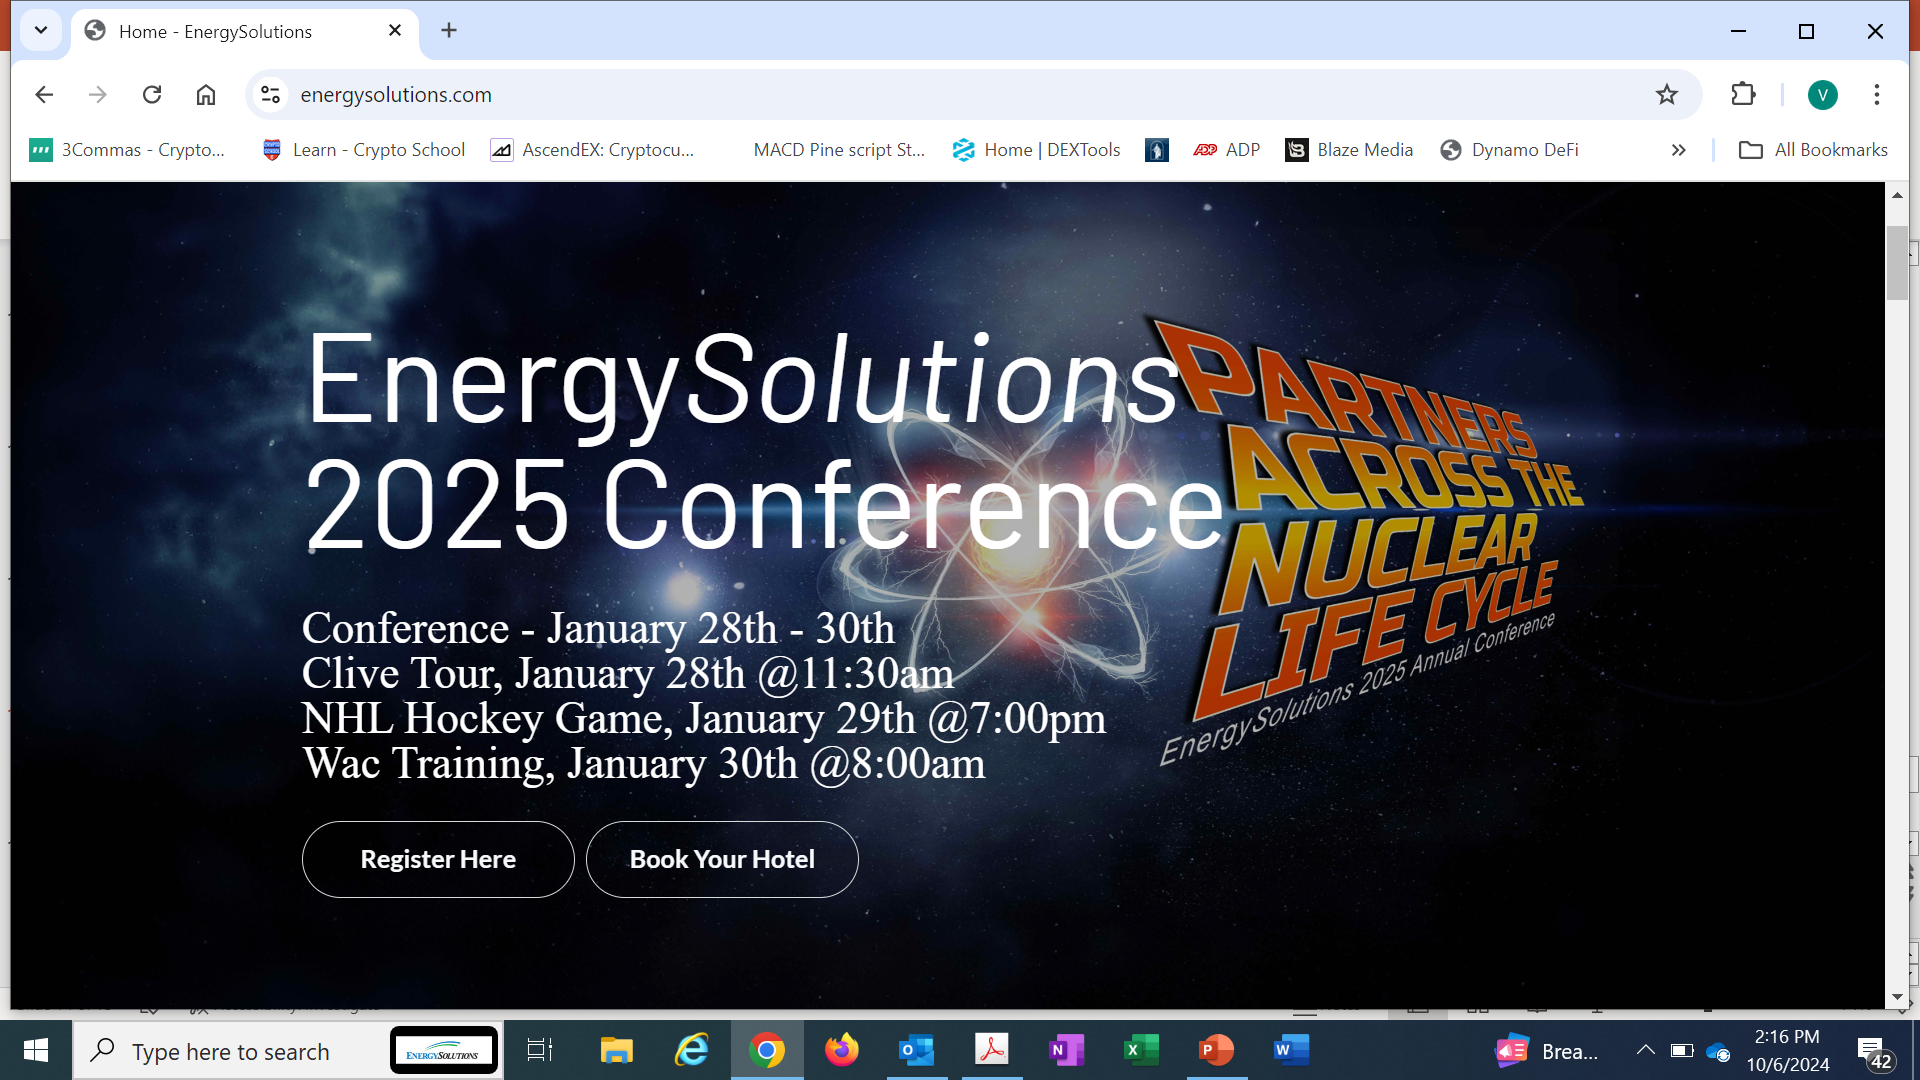 Home - EnergySolutions
energysolutions.com
V
3Commas - Crypto...
Learn - Crypto School
AscendEX: Cryptocu...
MACD Pine script St...
Home | DEXTools
ADP
Blaze Media
Dynamo DeFi
All Bookmarks
EnergySolutions
2025 Conference
PARTNERS
ACROSS THE
NUCLEAR
LIFE CYCLE
EnergySolutions 2025 Annual Conference
Conference - January 28th - 30th
Clive Tour, January 28th @11:30am
NHL Hockey Game, January 29th @7:00pm
Wac Training, January 30th @8:00am
Register Here
Book Your Hotel
Type here to search
ENERGYSOLUTIONS
Brea...
2:16 PM
10/6/2024
42